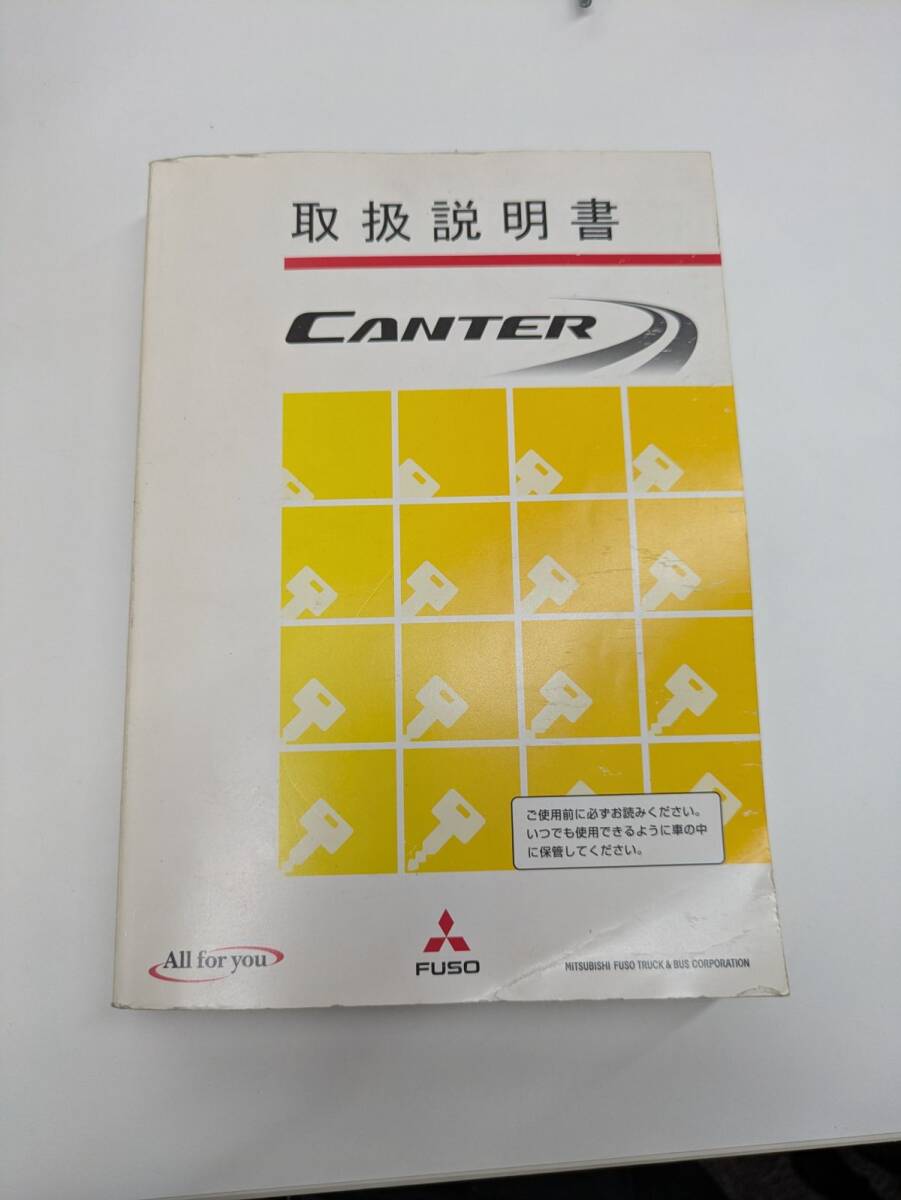 取扱説明書
CANTER
ご使用前に必ずお読みください。
いつでも使用できるように車の中
に保管してください。
All for you
FUSO
MITSUBISHI FUSO TRUCK & BUS CORPORATION